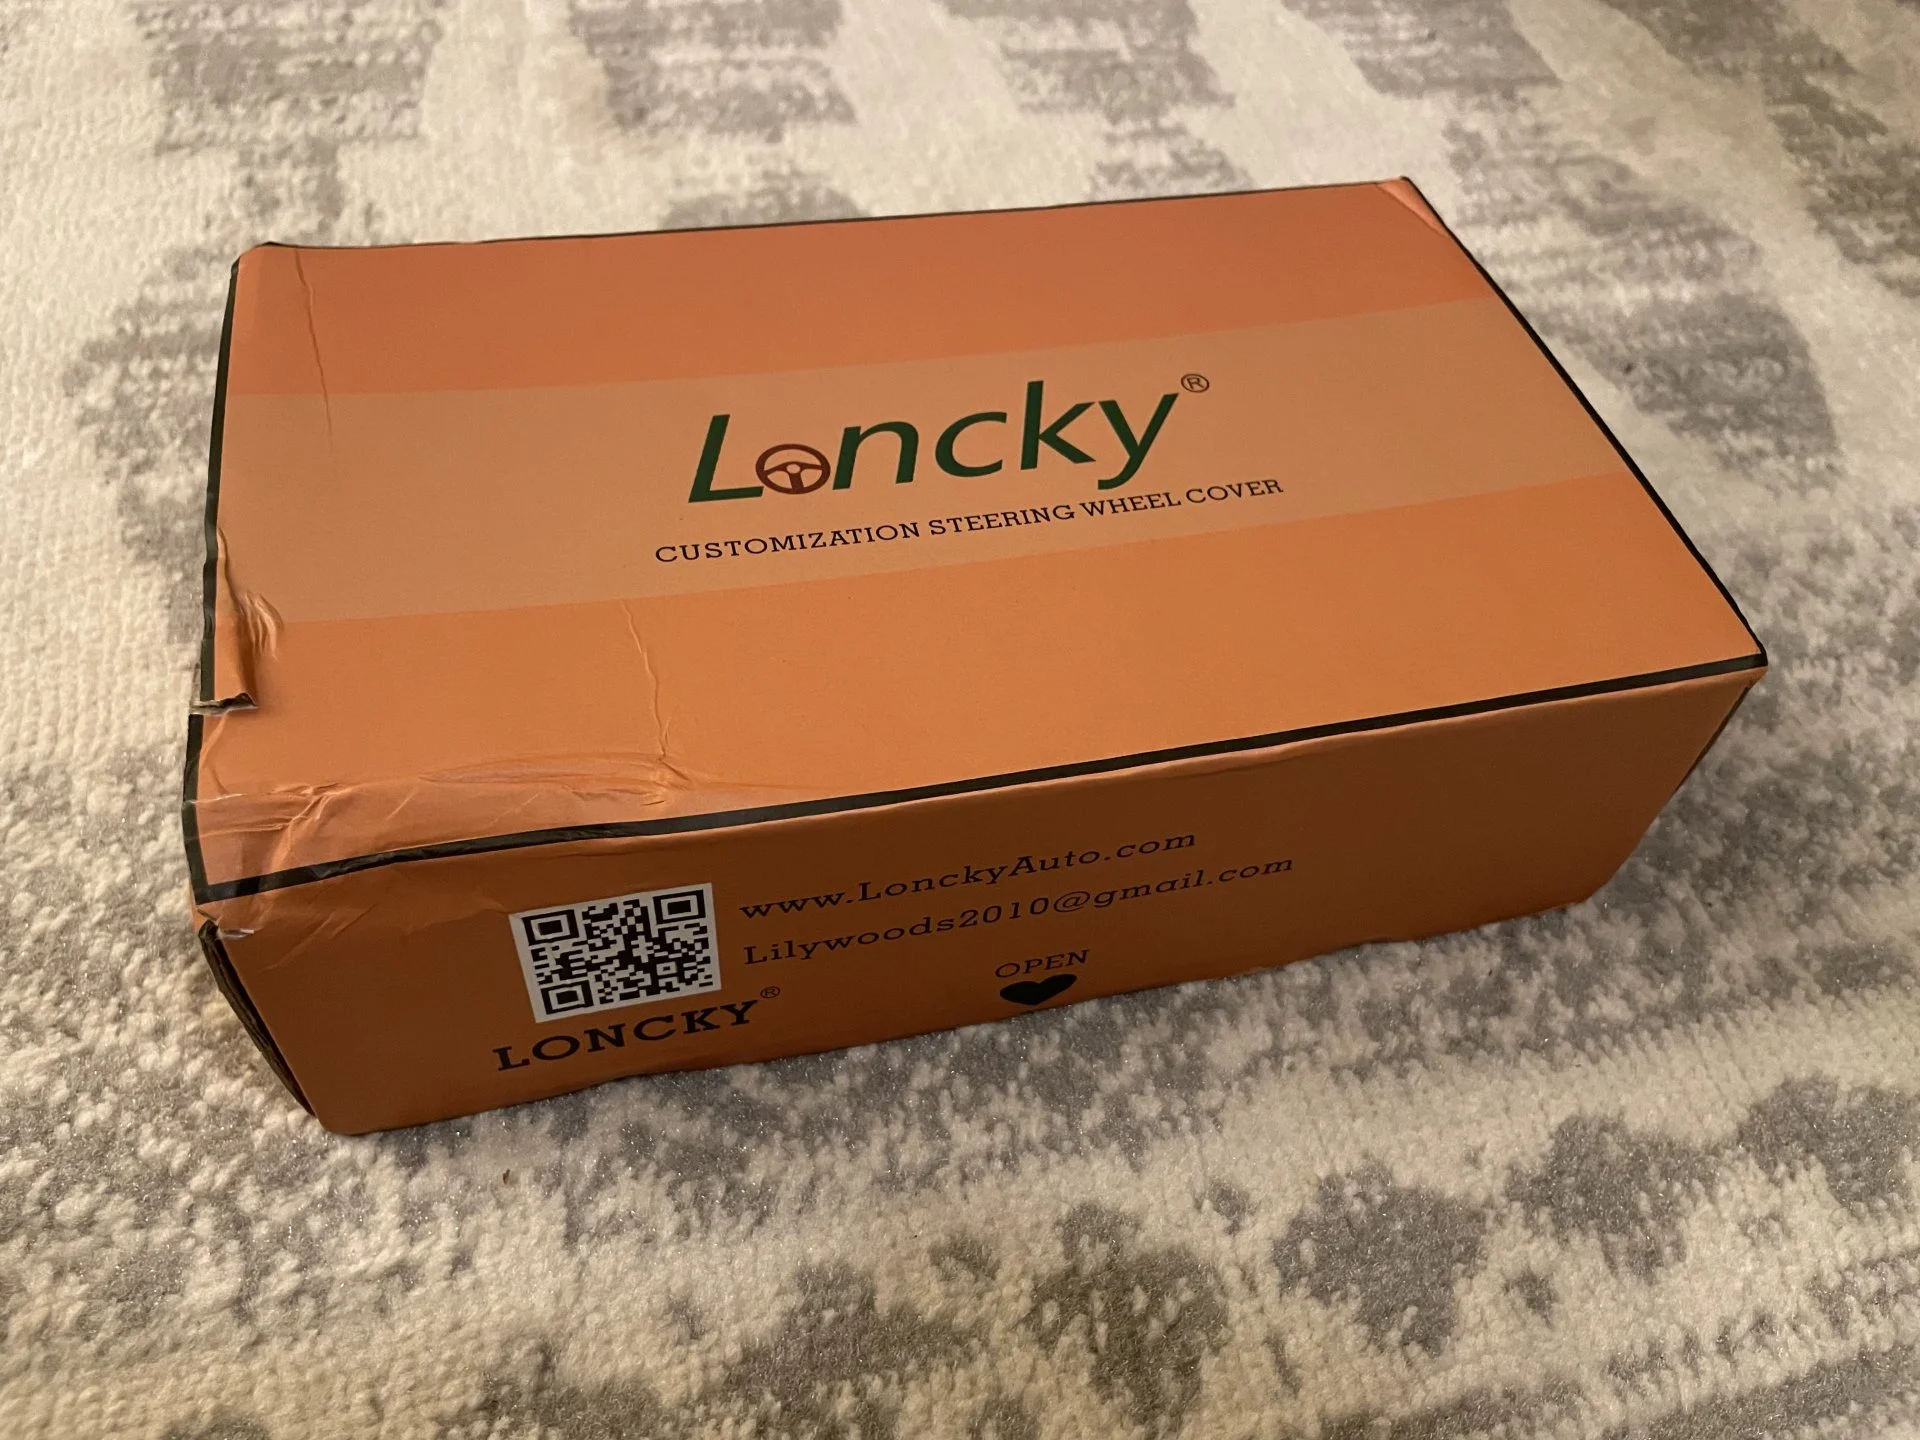 Loncky®
CUSTOMIZATION STEERING WHEEL COVER
www.LonckyAuto.com
Lilywoods2010@gmail.com
OPEN
LONCKY®